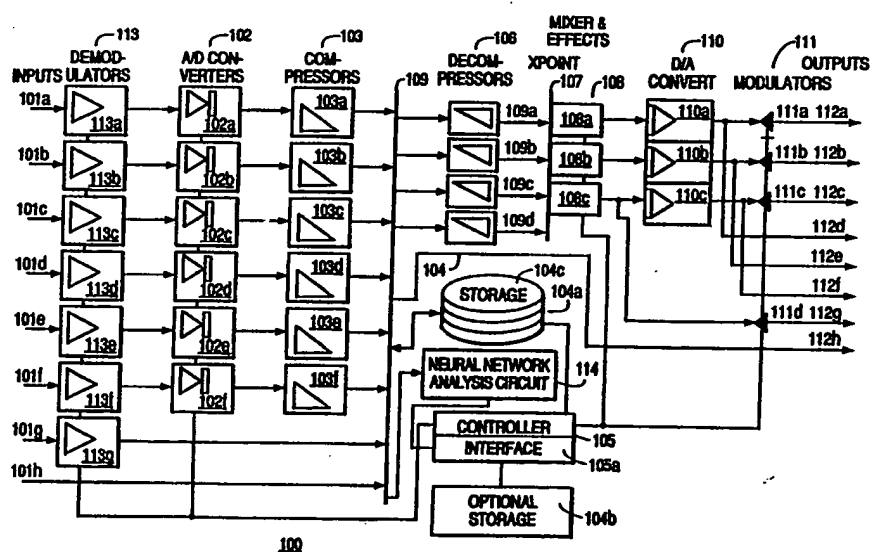 113
DEMOD-
INPUTS ULATORS
102
A/D CON-
VERTERS
103
COM-
PRESSORS
109
106
DECOM-
PRESSORS
MIXER &
EFFECTS
XPOINT
107
108
110
D/A
CONVERT
111
MODULATORS
OUTPUTS
101a
113a
102a
103a
109a
108a
110a
111a 112a
101b
113b
102b
103b
109b
108b
110b
111b 112b
101c
113c
102c
103c
109c
108c
110c
111c 112c
109d
112d
101d
113d
102d
103d
104
104c
STORAGE
104a
112e
112f
101e
113e
102e
103e
111d 112g
112h
101f
113f
102f
103f
NEURAL NETWORK
ANALYSIS CIRCUIT
114
101g
113g
CONTROLLER
105
INTERFACE
105a
101h
OPTIONAL
STORAGE
104b
100